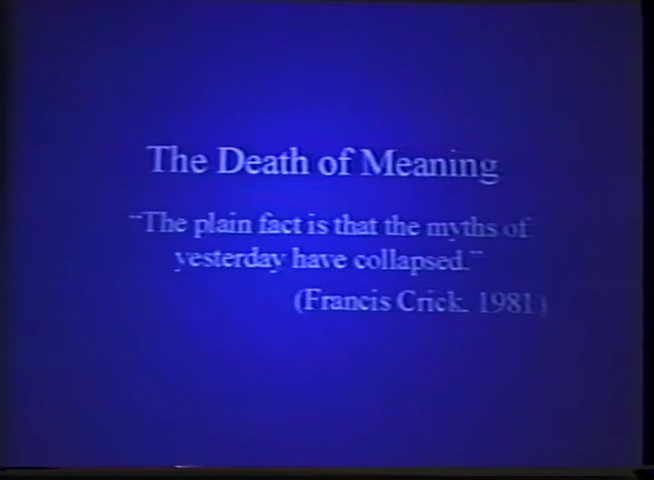 The Death of Meaning
"The plain fact is that the myths of
yesterday have collapsed."
(Francis Crick, 1981)